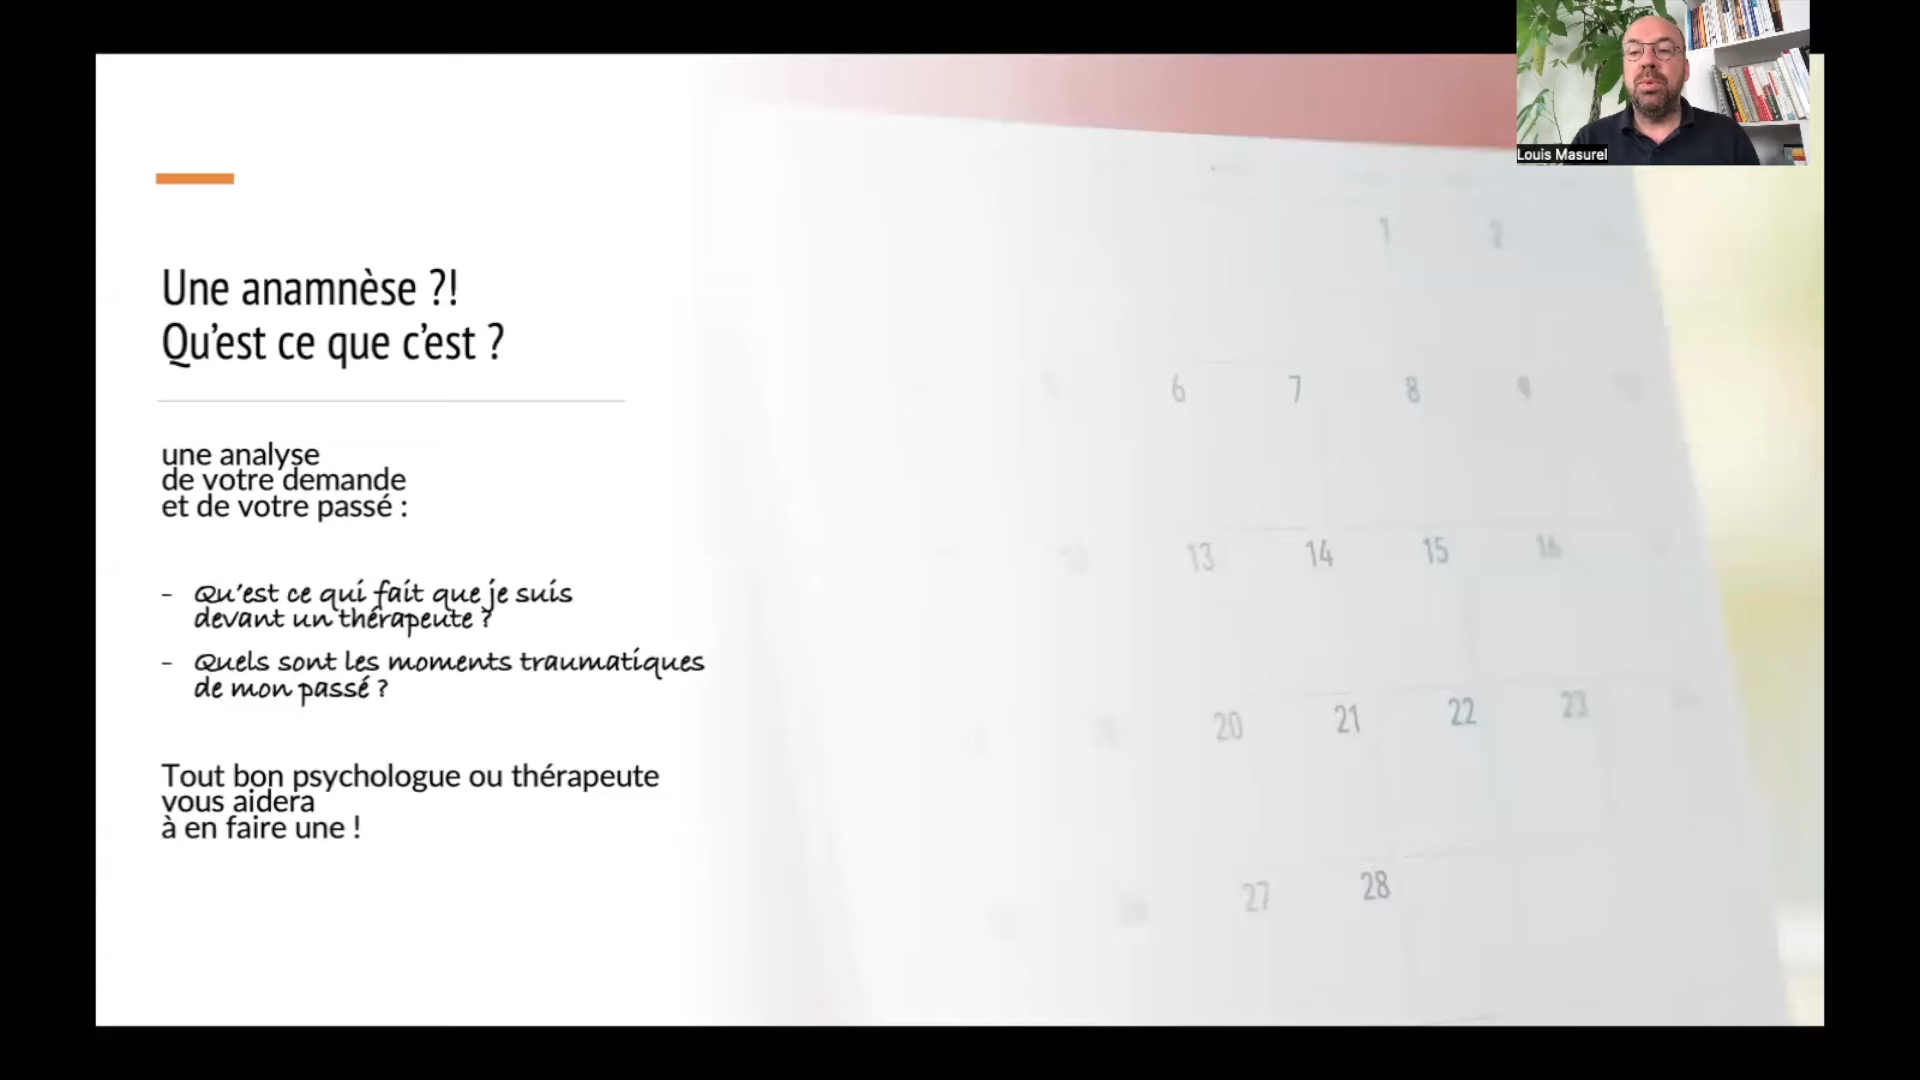 Louis Masurel
Une anamnèse ?!
Qu’est ce que c’est ?
une analyse
de votre demande
et de votre passé :
- Qu’est ce qui fait que je suis
devant un thérapeute ?
- Quels sont les moments traumatiques
de mon passé ?
Tout bon psychologue ou thérapeute
vous aidera
à en faire une !
1 2
6 7 8 9
13 14 15 16
20 21 22 23
27 28